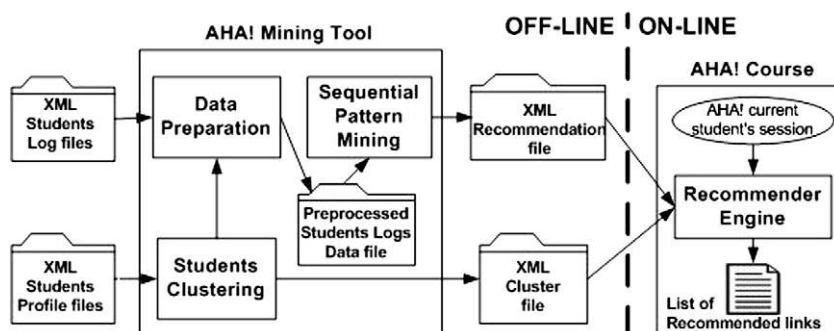 AHA! Mining Tool
OFF-LINE
ON-LINE
AHA! Course
XML
Students
Log files
Data
Preparation
Sequential
Pattern
Mining
XML
Recommendation
file
AHA! current
student's session
Preprocessed
Students Logs
Data file
Recommender
Engine
XML
Students
Profile files
Students
Clustering
XML
Cluster
file
List of
Recommended links